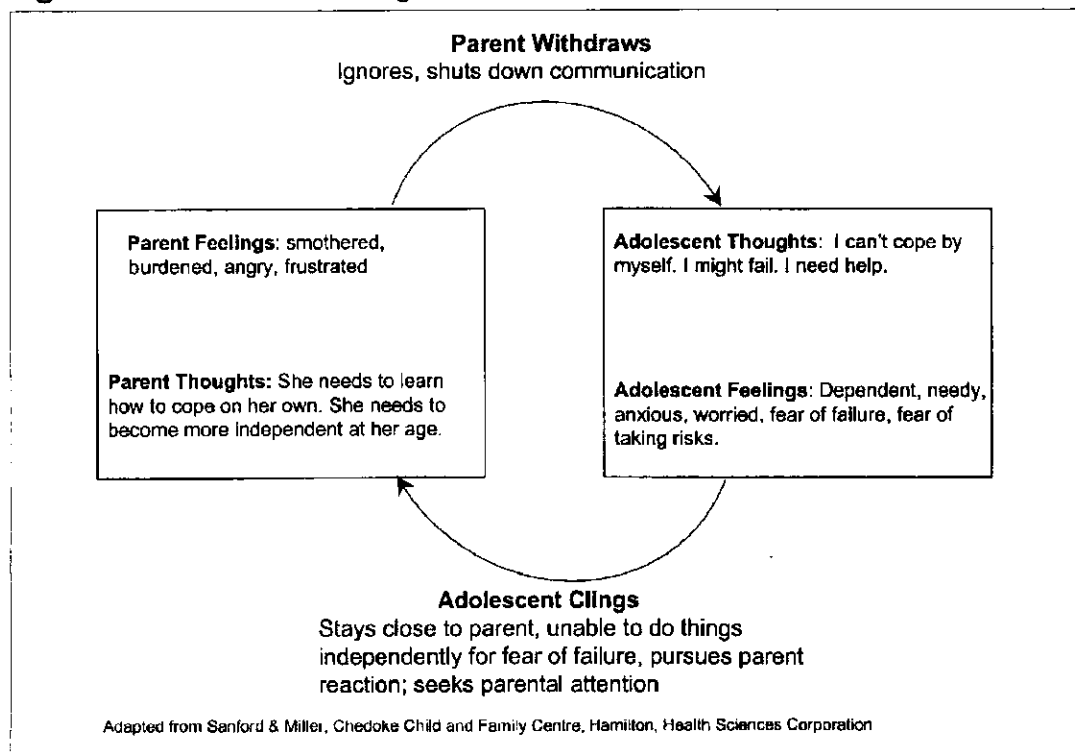 Parent Withdraws
Ignores, shuts down communication
Parent Feelings: smothered,
burdened, angry, frustrated
Parent Thoughts: She needs to learn
how to cope on her own. She needs to
become more independent at her age.
Adolescent Thoughts: I can't cope by
myself. I might fail. I need help.
Adolescent Feelings: Dependent, needy,
anxious, worried, fear of failure, fear of
taking risks.
Adolescent Clings
Stays close to parent, unable to do things
independently for fear of failure, pursues parent
reaction; seeks parental attention
Adapted from Sanford & Miller, Chedoke Child and Family Centre, Hamilton, Health Sciences Corporation